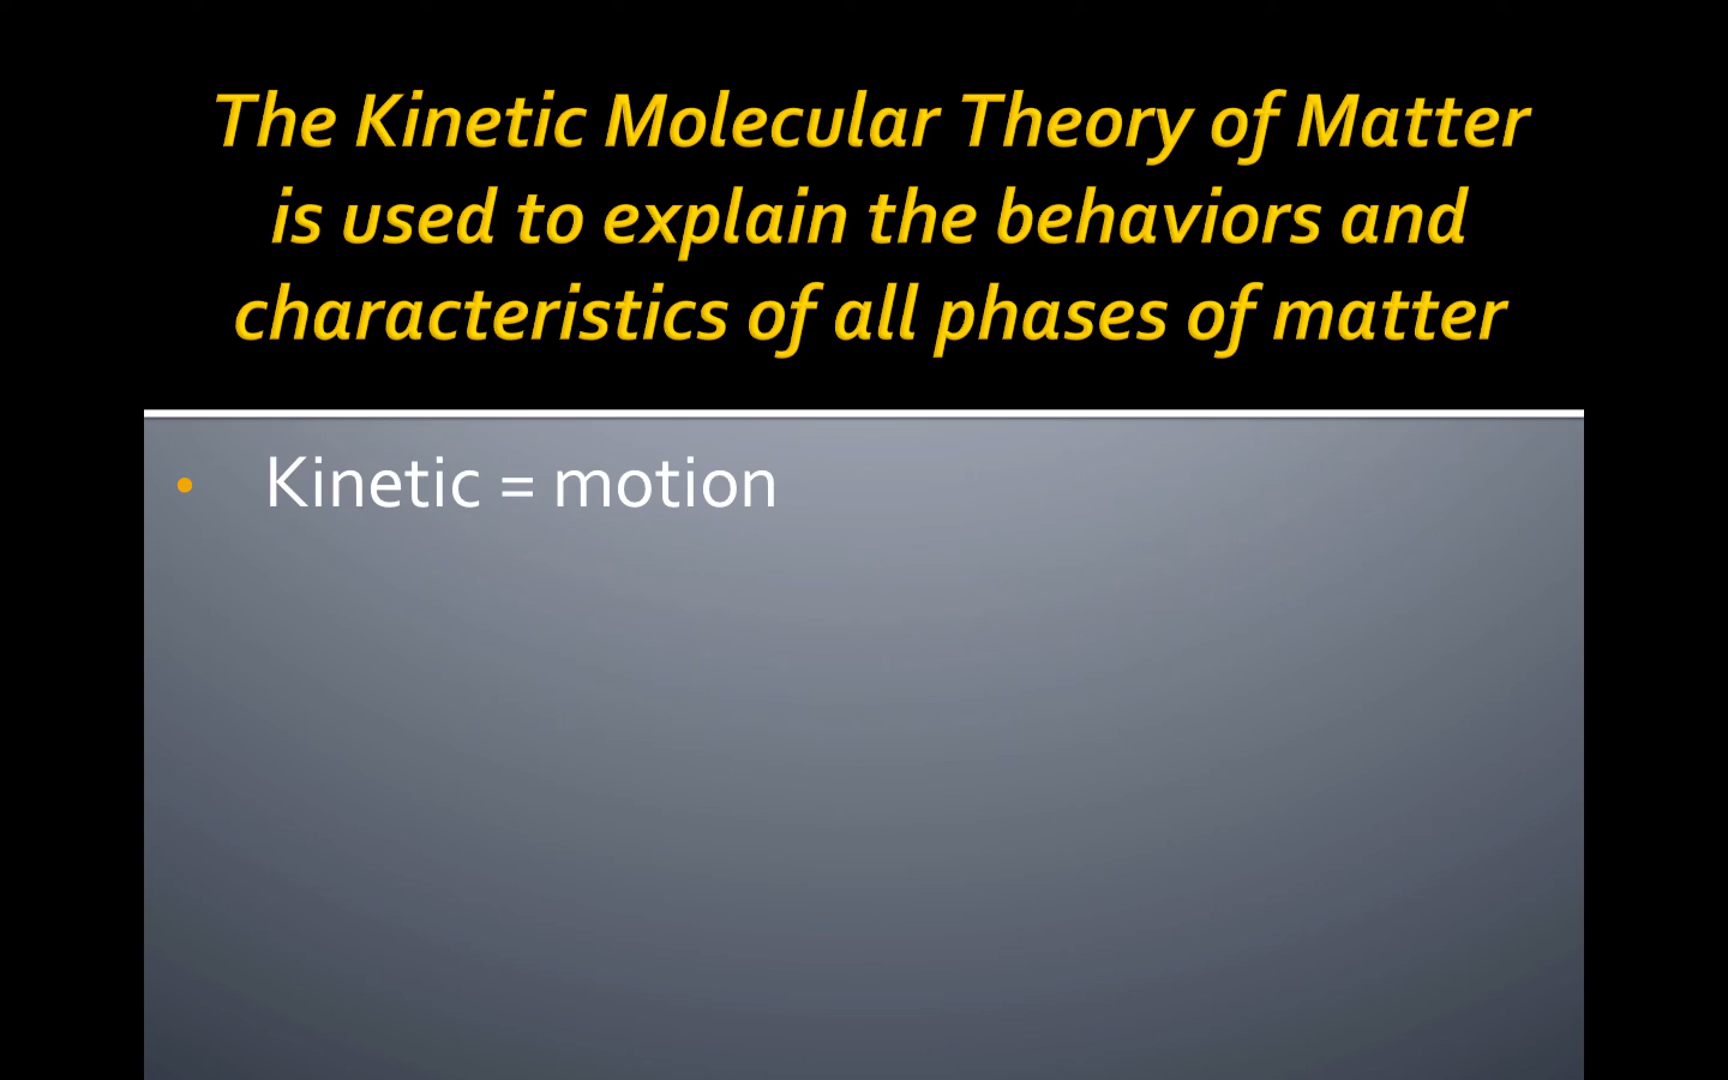 The Kinetic Molecular Theory of Matter
is used to explain the behaviors and
characteristics of all phases of matter
• Kinetic = motion